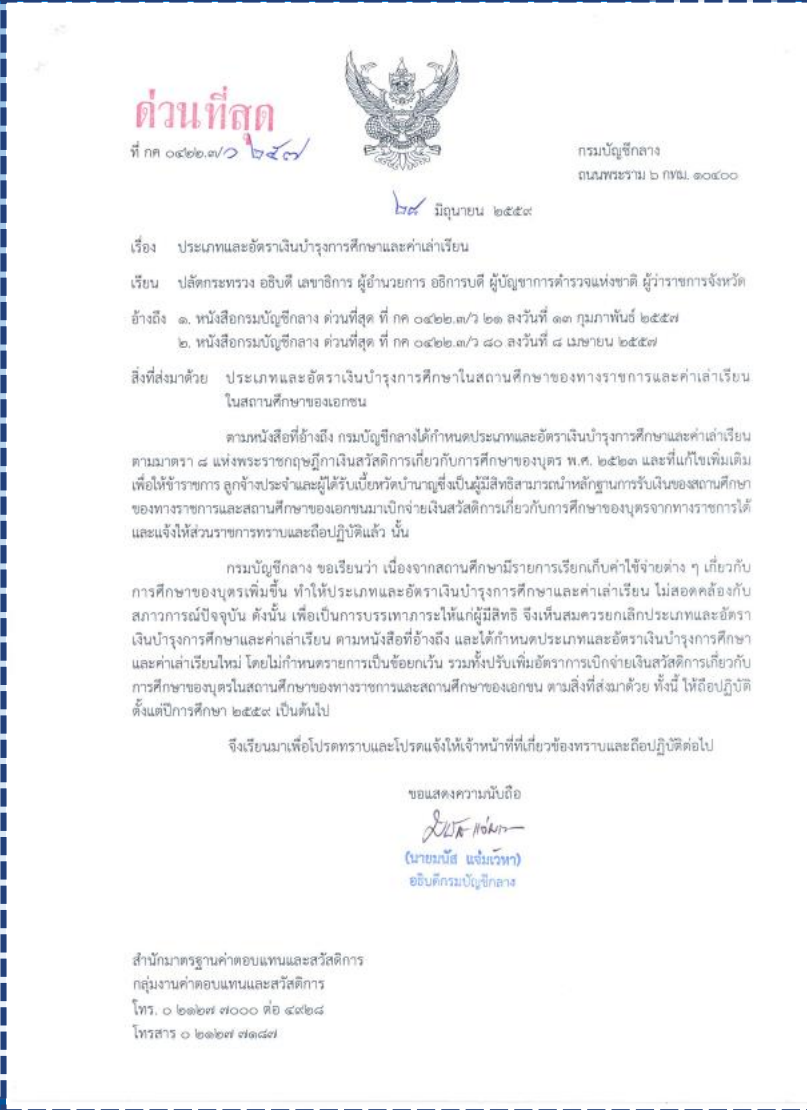 ด่วนที่สุด
ที่ กค ๐๔๒๒.๓/ว ๒๕๗
กรมบัญชีกลาง
ถนนพระราม ๖ กทม. ๑๐๔๐๐
๒๘ มิถุนายน ๒๕๕๙
เรื่อง ประเภทและอัตราเงินบำรุงการศึกษาและค่าเล่าเรียน
เรียน ปลัดกระทรวง อธิบดี เลขาธิการ ผู้อำนวยการ อธิการบดี ผู้บัญชาการตำรวจแห่งชาติ ผู้ว่าราชการจังหวัด
อ้างถึง ๑. หนังสือกรมบัญชีกลาง ด่วนที่สุด ที่ กค ๐๔๒๒.๓/ว ๒๑ ลงวันที่ ๑๓ กุมภาพันธ์ ๒๕๕๗
๒. หนังสือกรมบัญชีกลาง ด่วนที่สุด ที่ กค ๐๔๒๒.๓/ว ๘๐ ลงวันที่ ๘ เมษายน ๒๕๕๗
สิ่งที่ส่งมาด้วย ประเภทและอัตราเงินบำรุงการศึกษาในสถานศึกษาของทางราชการและค่าเล่าเรียน
ในสถานศึกษาของเอกชน
ตามหนังสือที่อ้างถึง กรมบัญชีกลางได้กำหนดประเภทและอัตราเงินบำรุงการศึกษาและค่าเล่าเรียน
ตามมาตรา ๘ แห่งพระราชกฤษฎีกาเงินสวัสดิการเกี่ยวกับการศึกษาของบุตร พ.ศ. ๒๕๒๓ และที่แก้ไขเพิ่มเติม
เพื่อให้ข้าราชการ ลูกจ้างประจำและผู้ได้รับเบี้ยหวัดบำนาญซึ่งเป็นผู้มีสิทธิสามารถนำหลักฐานการรับเงินของสถานศึกษา
ของทางราชการและสถานศึกษาของเอกชนมาเบิกจ่ายเงินสวัสดิการเกี่ยวกับการศึกษาของบุตรจากทางราชการได้
และแจ้งให้ส่วนราชการทราบและถือปฏิบัติแล้ว นั้น
กรมบัญชีกลาง ขอเรียนว่า เนื่องจากสถานศึกษามีรายการเรียกเก็บค่าใช้จ่ายต่าง ๆ เกี่ยวกับ
การศึกษาของบุตรเพิ่มขึ้น ทำให้ประเภทและอัตราเงินบำรุงการศึกษาและค่าเล่าเรียน ไม่สอดคล้องกับ
สภาวการณ์ปัจจุบัน ดังนั้น เพื่อเป็นการบรรเทาภาระให้แก่ผู้มีสิทธิ จึงเห็นสมควรยกเลิกประเภทและอัตรา
เงินบำรุงการศึกษาและค่าเล่าเรียน ตามหนังสือที่อ้างถึง และได้กำหนดประเภทและอัตราเงินบำรุงการศึกษา
และค่าเล่าเรียนใหม่ โดยไม่กำหนดรายการเป็นข้อยกเว้น รวมทั้งปรับเพิ่มอัตราการเบิกจ่ายเงินสวัสดิการเกี่ยวกับ
การศึกษาของบุตรในสถานศึกษาของทางราชการและสถานศึกษาของเอกชน ตามสิ่งที่ส่งมาด้วย ทั้งนี้ ให้ถือปฏิบัติ
ตั้งแต่ปีการศึกษา ๒๕๕๙ เป็นต้นไป
จึงเรียนมาเพื่อโปรดทราบและโปรดแจ้งให้เจ้าหน้าที่ที่เกี่ยวข้องทราบและถือปฏิบัติต่อไป
ขอแสดงความนับถือ
(นายมนัส แจ่มเวหา)
อธิบดีกรมบัญชีกลาง
สำนักมาตรฐานค่าตอบแทนและสวัสดิการ
กลุ่มงานค่าตอบแทนและสวัสดิการ
โทร. ๐ ๒๑๒๗ ๗๐๐๐ ต่อ ๔๙๒๘
โทรสาร ๐ ๒๑๒๗ ๗๑๘๗